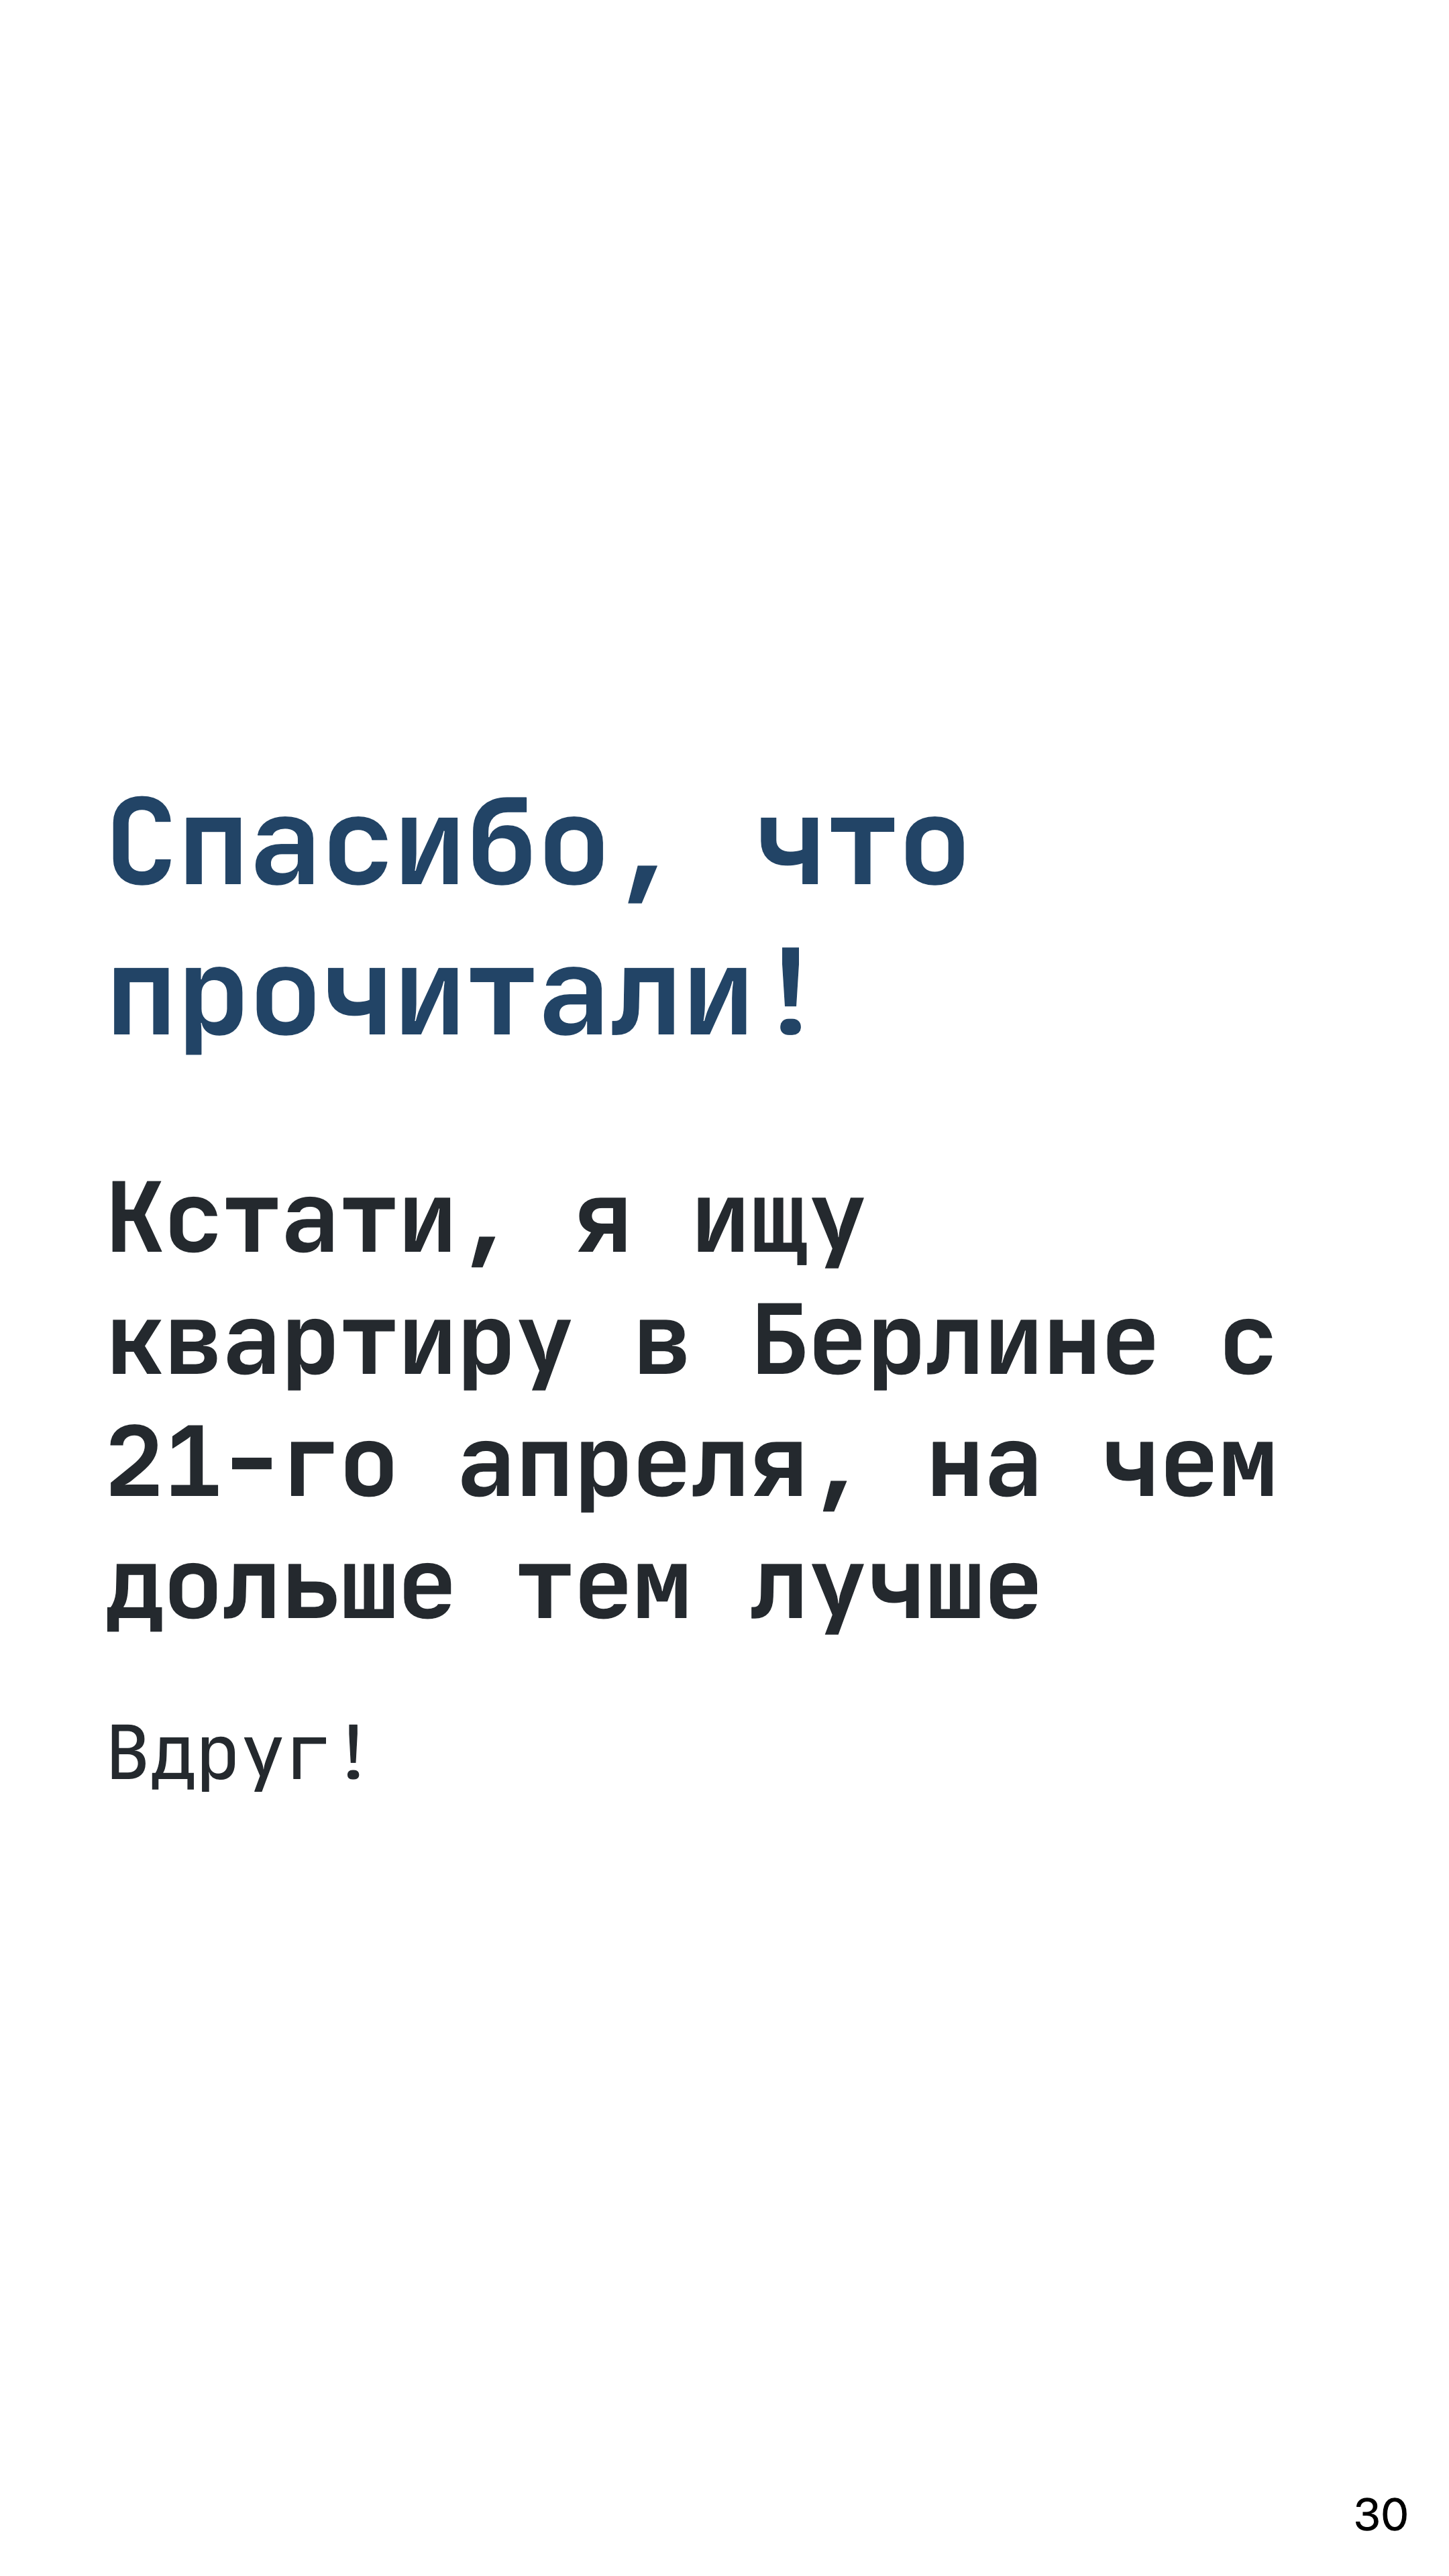 Спасибо, что
прочитали!
Кстати, я ищу
квартиру в Берлине с
21-го апреля, на чем
дольше тем лучше
Вдруг!
30